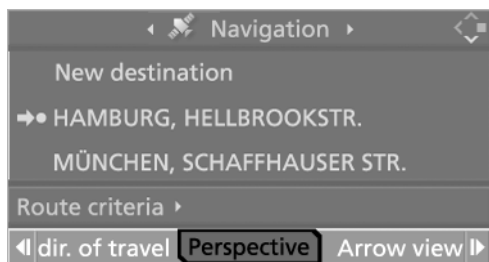 Navigation
New destination
HAMBURG, HELLBROOKSTR.
MÜNCHEN, SCHAFFHAUSER STR.
Route criteria
dir. of travel Perspective Arrow view